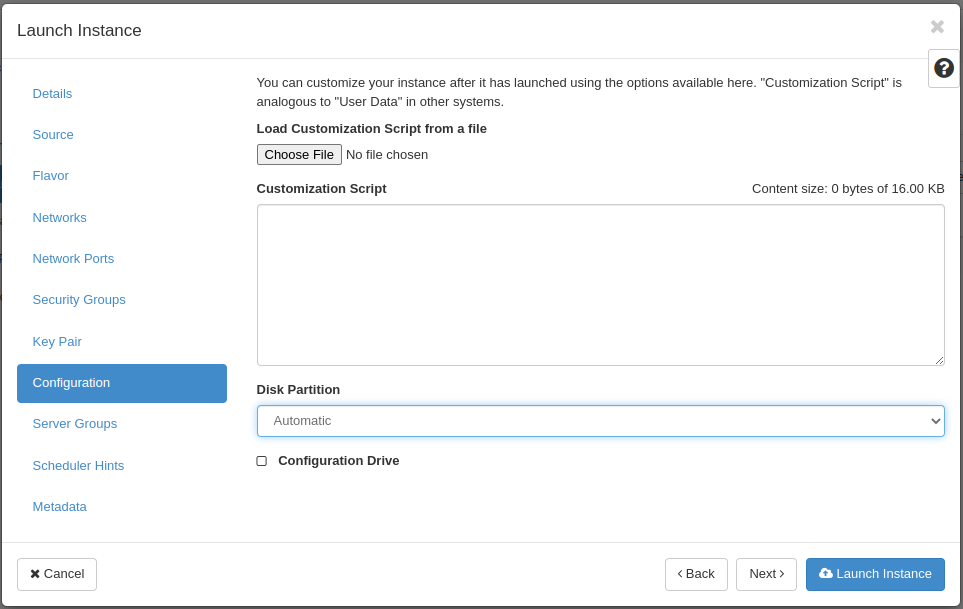 Launch Instance
Details
Source
Flavor
Networks
Network Ports
Security Groups
Key Pair
Configuration
Server Groups
Scheduler Hints
Metadata
You can customize your instance after it has launched using the options available here. "Customization Script" is
analogous to "User Data" in other systems.
Load Customization Script from a file
Choose File No file chosen
Customization Script Content size: 0 bytes of 16.00 KB
Disk Partition
Automatic
Configuration Drive
Cancel
Back
Next
Launch Instance